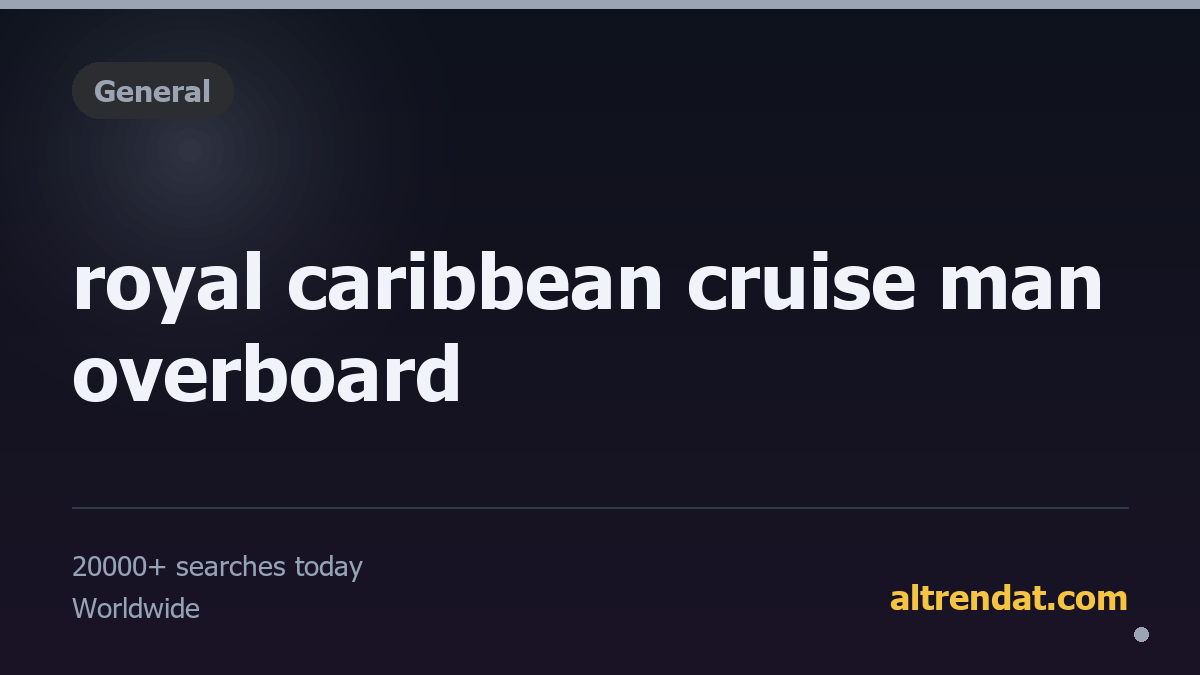 General
royal caribbean cruise man
overboard
20000+ searches today
Worldwide
altrendat.com